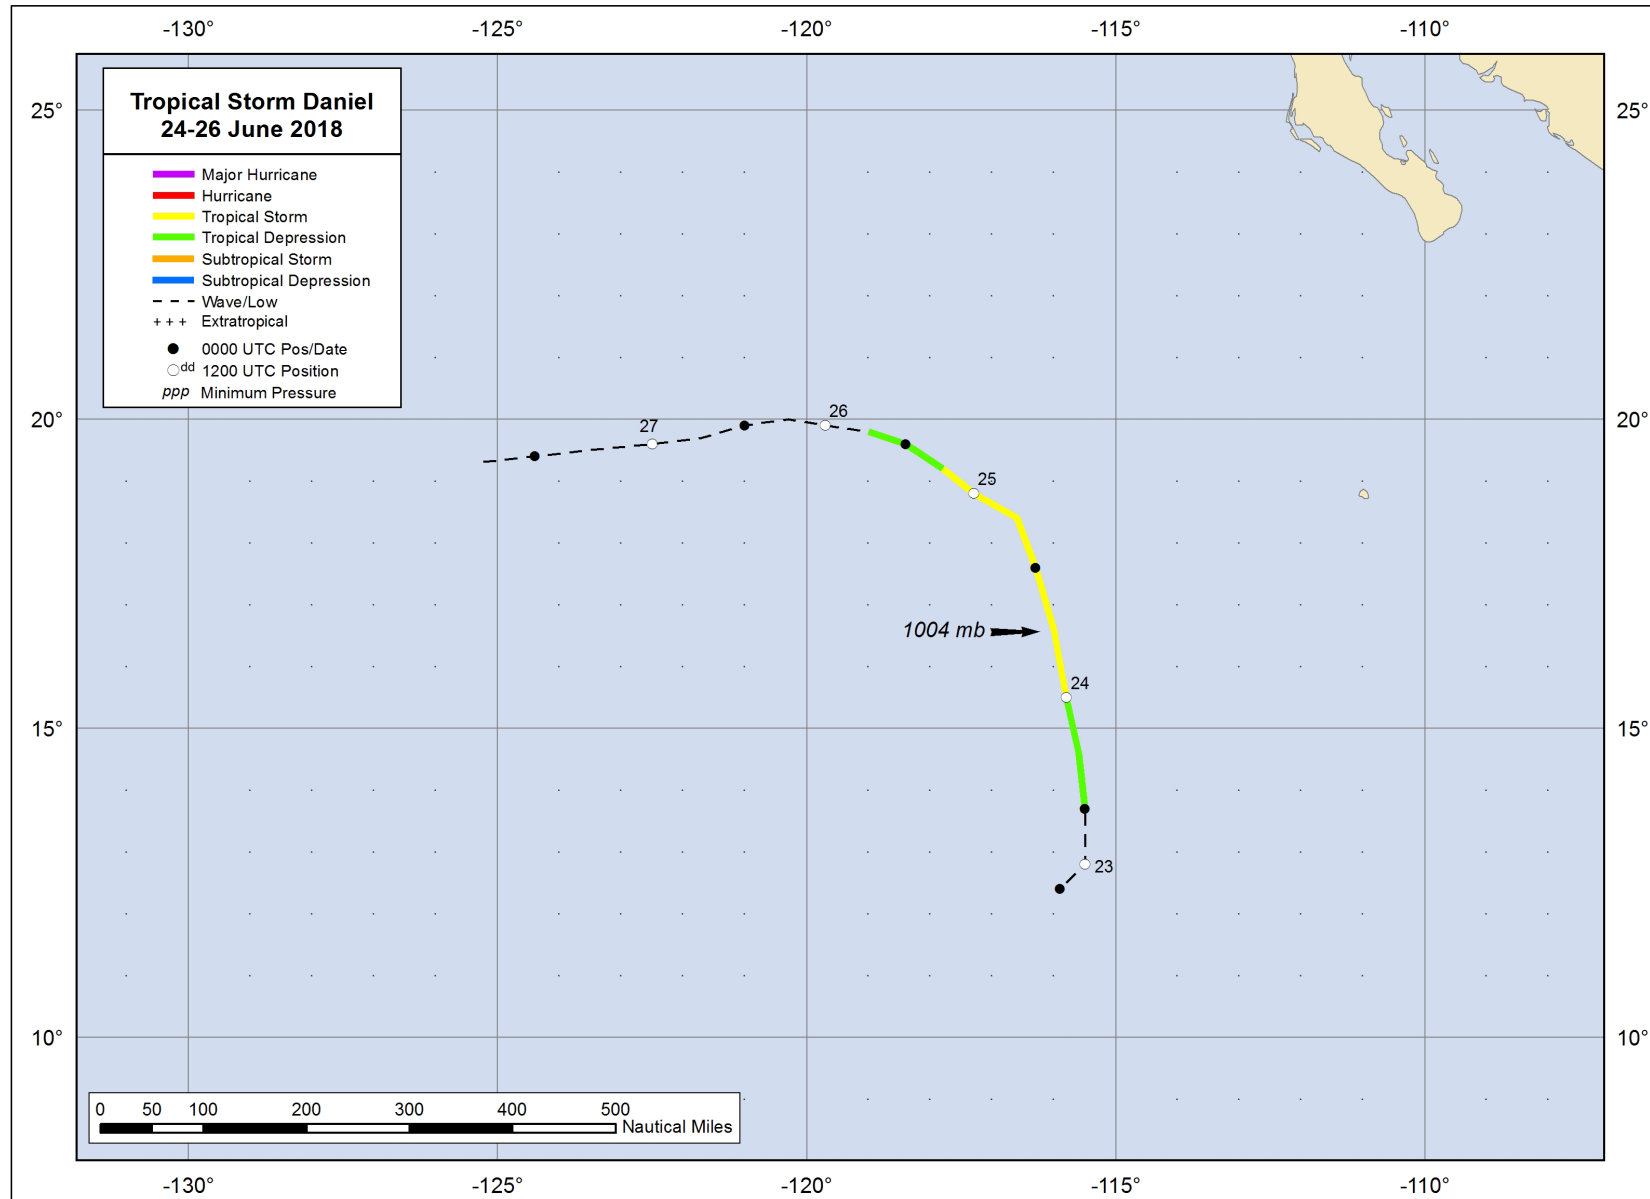 -130° -125° -120° -115° -110°
Tropical Storm Daniel
24-26 June 2018
25° 25°
Major Hurricane
Hurricane
Tropical Storm
Tropical Depression
Subtropical Storm
Subtropical Depression
Wave/Low
+++ Extratropical
0000 UTC Pos/Date
dd 1200 UTC Position
ppp Minimum Pressure
20° 20°
27
26
25
1004 mb
24
15° 15°
23
10° 10°
0 50 100 200 300 400 500
Nautical Miles
-130° -125° -120° -115° -110°